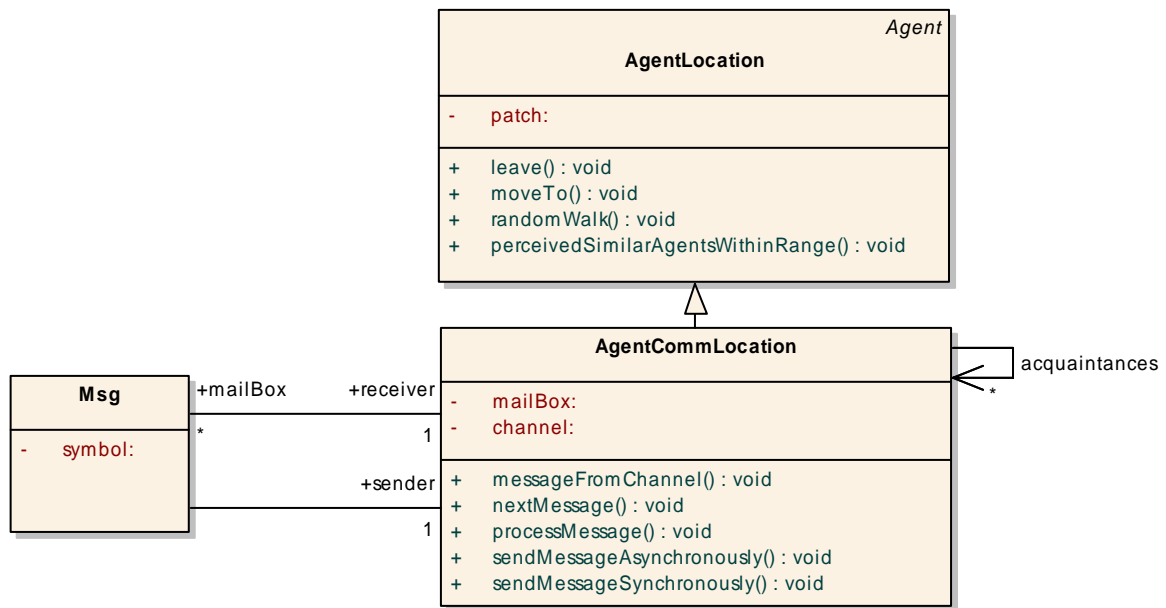 Agent
AgentLocation
- patch:
+ leave() : void
+ moveTo() : void
+ randomWalk() : void
+ perceivedSimilarAgentsWithinRange() : void
AgentCommLocation
- mailBox:
- channel:
+ messageFromChannel() : void
+ nextMessage() : void
+ processMessage() : void
+ sendMessageAsynchronously() : void
+ sendMessageSynchronously() : void
acquaintances
*
Msg
- symbol:
+mailBox
*
+receiver
1
+sender
1